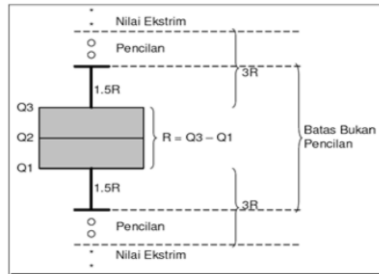 Nilai Ekstrim
Pencilan
3R
1.5R
Q3
Q2
R = Q3 – Q1
Batas Bukan
Pencilan
Q1
1.5R
3R
Pencilan
Nilai Ekstrim